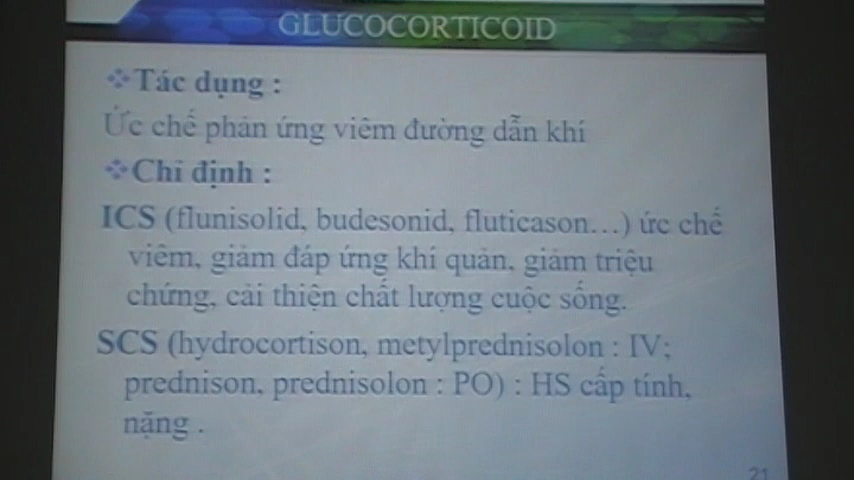 GLUCOCORTICOID
Tác dụng :
Ức chế phản ứng viêm đường dẫn khí
Chỉ định :
ICS (flunisolid, budesonid, fluticason…) ức chế
viêm, giảm đáp ứng khí quản, giảm triệu
chứng, cải thiện chất lượng cuộc sống.
SCS (hydrocortison, metylprednisolon : IV;
prednison, prednisolon : PO) : HS cấp tính,
nặng .
21